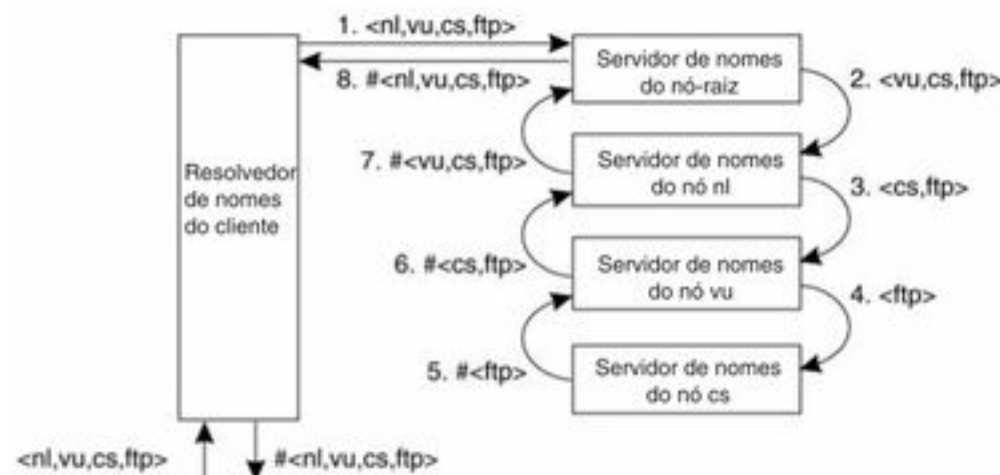 1. <nl,vu,cs,ftp>
8. #<nl,vu,cs,ftp>
Servidor de nomes
do nó-raiz
2. <vu,cs,ftp>
7. #<vu,cs,ftp>
Servidor de nomes
do nó nl
3. <cs,ftp>
Resolvedor
de nomes
do cliente
6. #<cs,ftp>
Servidor de nomes
do nó vu
4. <ftp>
5. #<ftp>
Servidor de nomes
do nó cs
<nl,vu,cs,ftp>
#<nl,vu,cs,ftp>